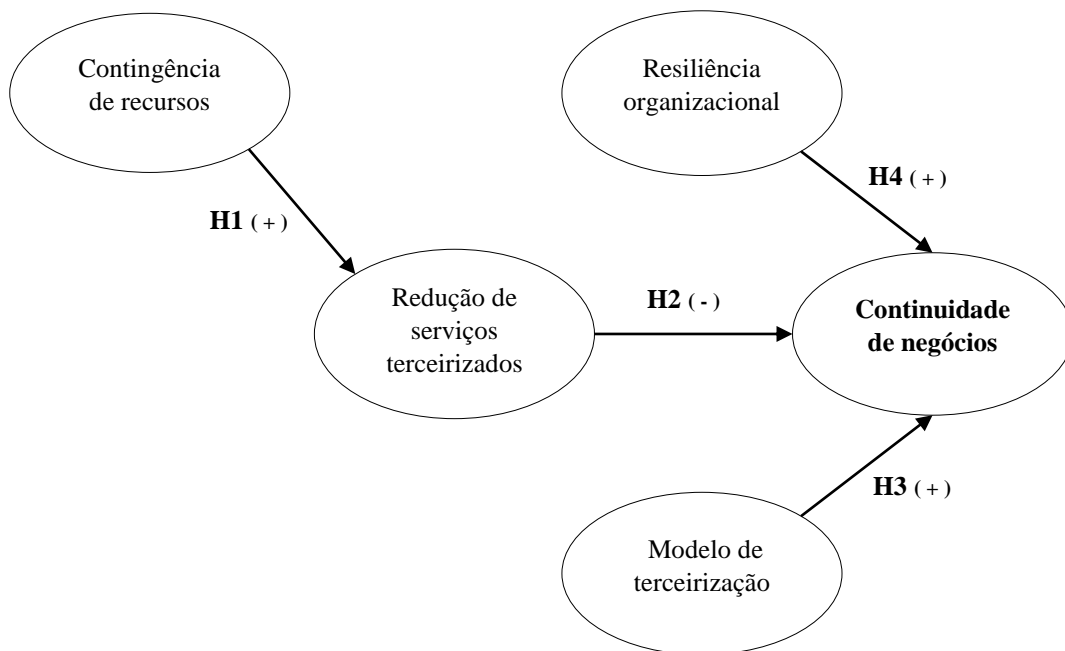 Contingência
de recursos
Resiliência
organizacional
H4 ( + )
H1 ( + )
Redução de
serviços
terceirizados
H2 ( - )
Continuidade
de negócios
H3 ( + )
Modelo de
terceirização